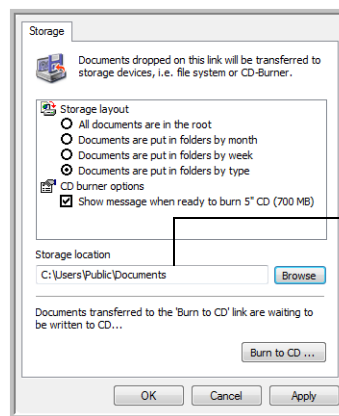 Storage
Documents dropped on this link will be transferred to
storage devices, i.e. file system or CD-Burner.
Storage layout
All documents are in the root
Documents are put in folders by month
Documents are put in folders by week
Documents are put in folders by type
CD burner options
Show message when ready to burn 5" CD (700 MB)
Storage location
C:\Users\Public\Documents
Browse
Documents transferred to the 'Burn to CD' link are waiting to
be written to CD...
Burn to CD ...
OK Cancel Apply